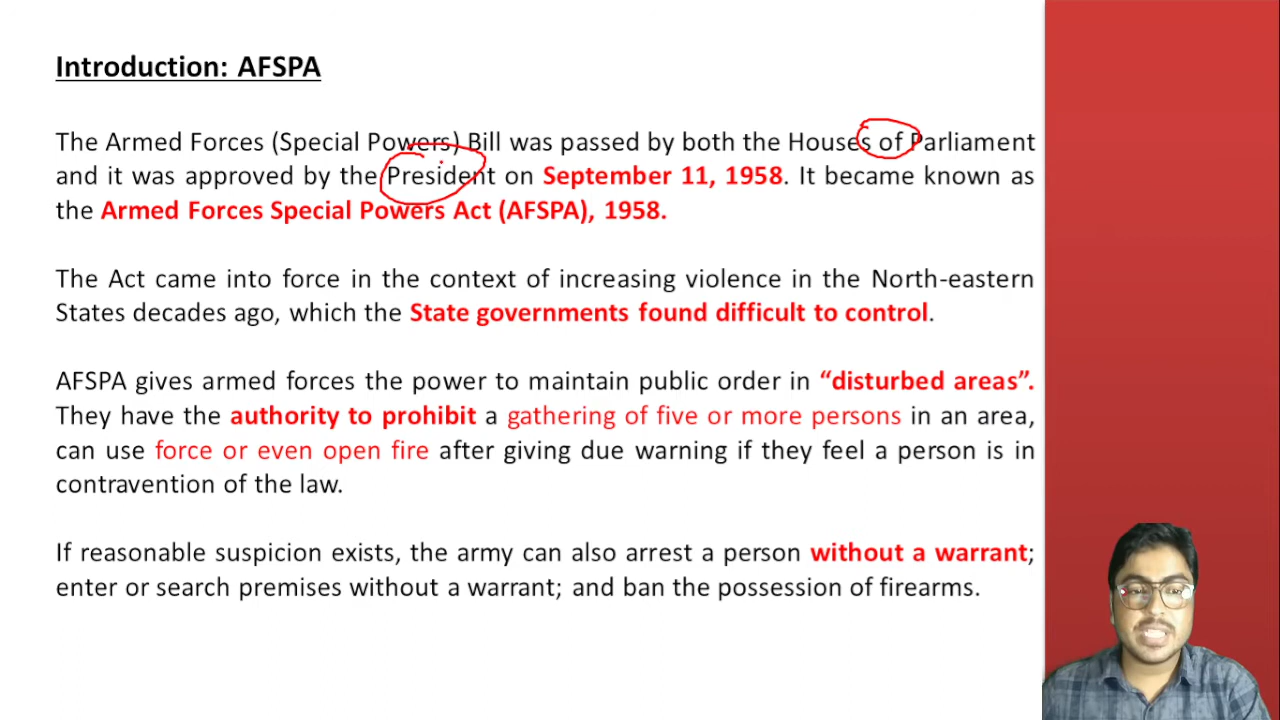 Introduction: AFSPA
The Armed Forces (Special Powers) Bill was passed by both the Houses of Parliament
and it was approved by the President on September 11, 1958. It became known as
the Armed Forces Special Powers Act (AFSPA), 1958.
The Act came into force in the context of increasing violence in the North-eastern
States decades ago, which the State governments found difficult to control.
AFSPA gives armed forces the power to maintain public order in “disturbed areas”.
They have the authority to prohibit a gathering of five or more persons in an area,
can use force or even open fire after giving due warning if they feel a person is in
contravention of the law.
If reasonable suspicion exists, the army can also arrest a person without a warrant;
enter or search premises without a warrant; and ban the possession of firearms.